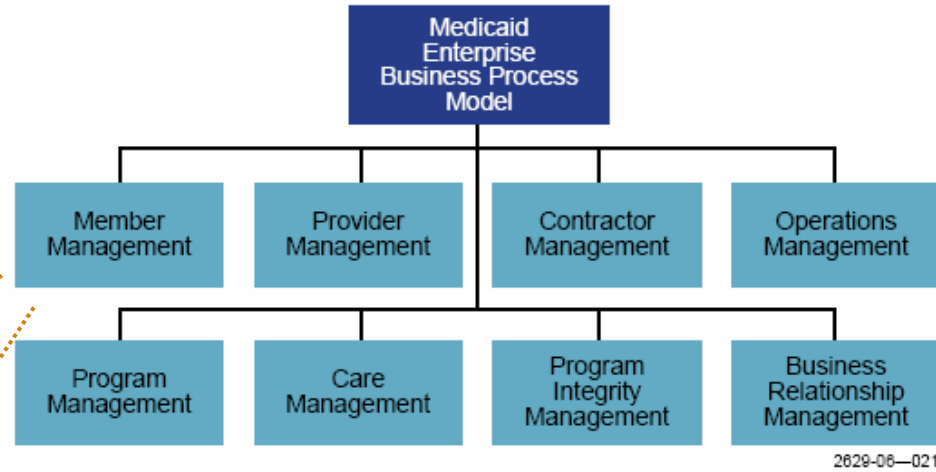 Medicaid
Enterprise
Business Process
Model
Member
Management
Provider
Management
Contractor
Management
Operations
Management
Program
Management
Care
Management
Program
Integrity
Management
Business
Relationship
Management
2629-06—021